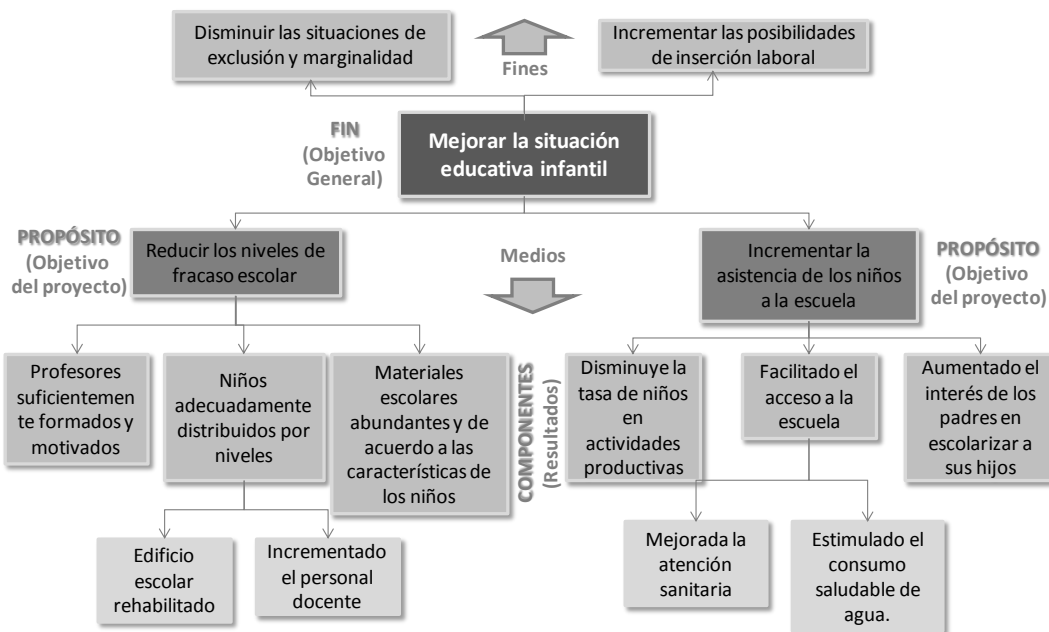 Disminuir las situaciones de
exclusión y marginalidad
Fines
Incrementar las posibilidades
de inserción laboral
FIN
(Objetivo
General)
Mejorar la situación
educativa infantil
PROPÓSITO
(Objetivo
del proyecto)
Reducir los niveles de
fracaso escolar
Medios
Incrementar la
asistencia de los niños
a la escuela
PROPÓSITO
(Objetivo
del proyecto)
Profesores
suficientemen
te formados y
motivados
Niños
adecuadamente
distribuidos por
niveles
Materiales
escolares
abundantes y de
acuerdo a las
características de
los niños
COMPONENTES
(Resultados)
Disminuye la
tasa de niños
en
actividades
productivas
Facilitado el
acceso a la
escuela
Aumentado el
interés de los
padres en
escolarizar a
sus hijos
Edificio
escolar
rehabilitado
Incrementado
el personal
docente
Mejorada la
atención
sanitaria
Estimulado el
consumo
saludable de
agua.